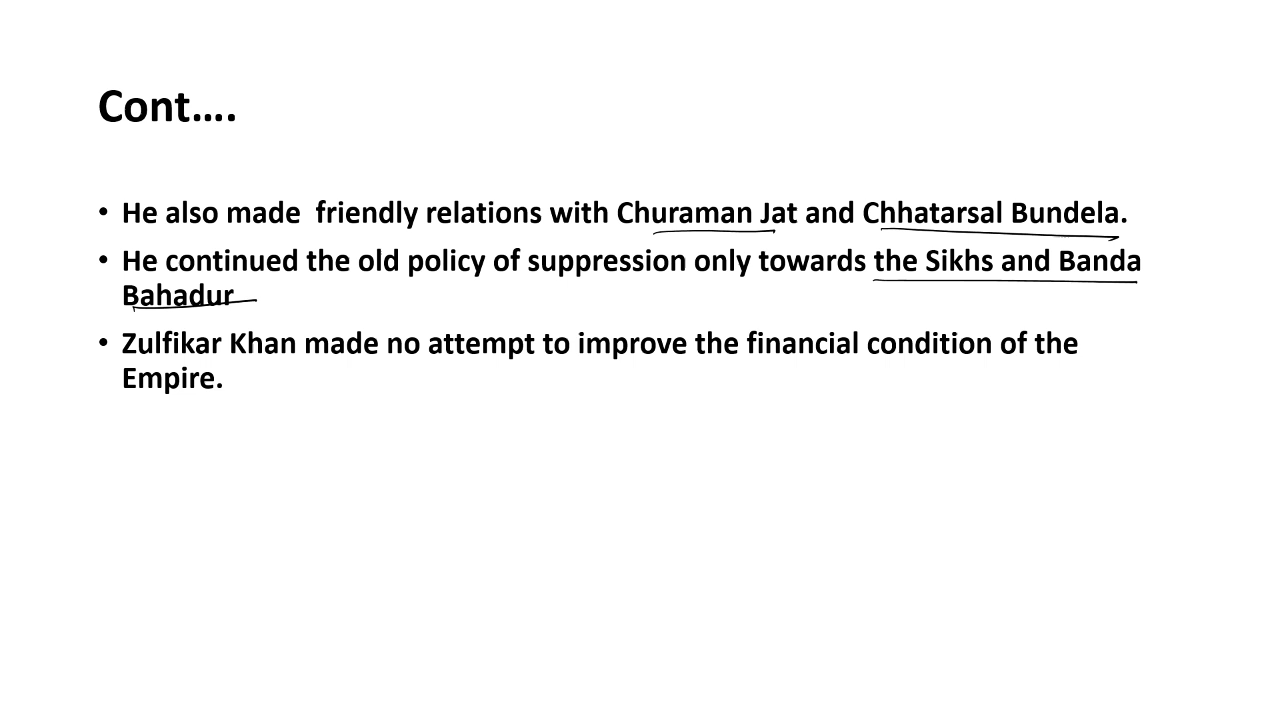 Cont….
• He also made  friendly relations with Churaman Jat and Chhatarsal Bundela.
• He continued the old policy of suppression only towards the Sikhs and Banda
Bahadur
• Zulfikar Khan made no attempt to improve the financial condition of the
Empire.